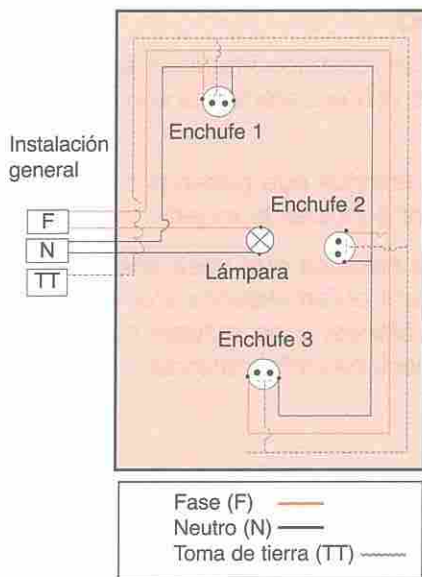 Enchufe 1
Instalación
general
Enchufe 2
F
N
Lámpara
TT
Enchufe 3
Fase (F)
Neutro (N)
Toma de tierra (TT)